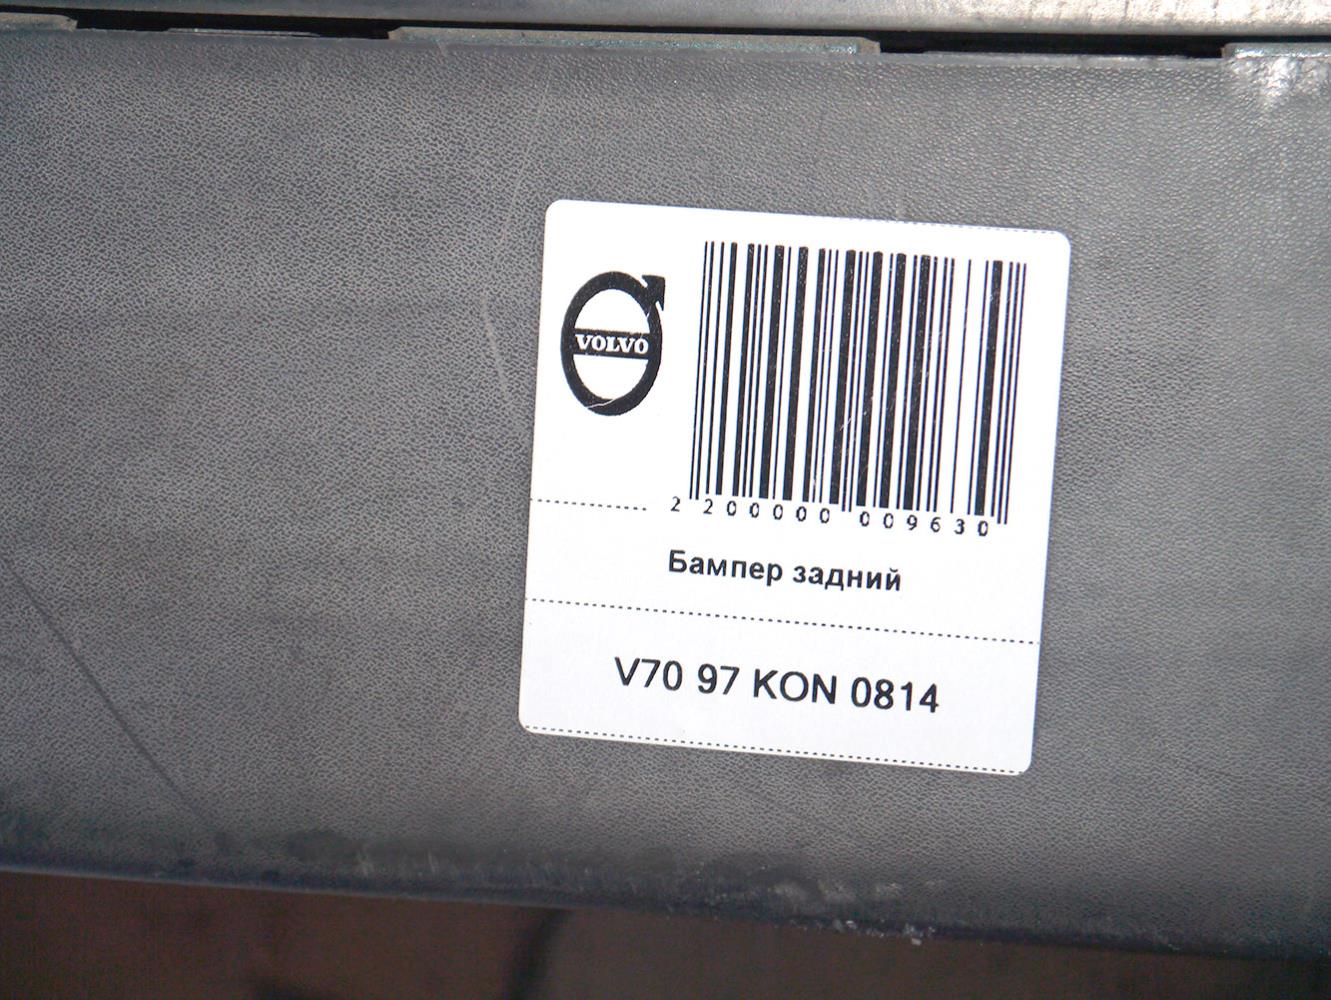 VOLVO
2 200000 009630
Бампер задний
V70 97 KON 0814